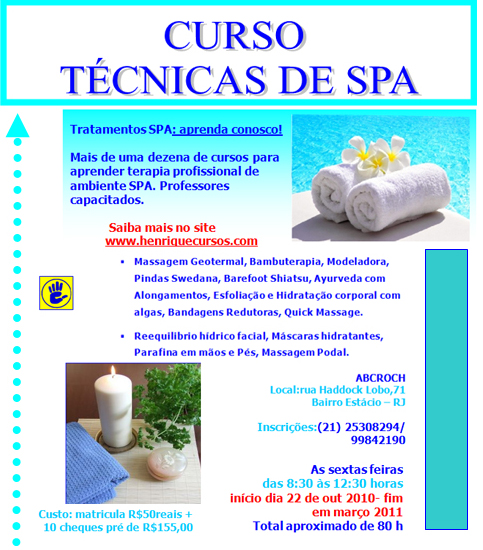 CURSO
TÉCNICAS DE SPA
Tratamentos SPA: aprenda conosco!
Mais de uma dezena de cursos para
aprender terapia profissional de
ambiente SPA. Professores
capacitados.
Saiba mais no site
www.henriquecursos.com
• Massagem Geotermal, Bambuterapia, Modeladora,
Pindas Swedana, Barefoot Shiatsu, Ayurveda com
Alongamentos, Esfoliação e Hidratação corporal com
algas, Bandagens Redutoras, Quick Massage.
• Reequilibrio hídrico facial, Máscaras hidratantes,
Parafina em mãos e Pés, Massagem Podal.
ABCROCH
Local:rua Haddock Lobo,71
Bairro Estácio – RJ
Inscrições:(21) 25308294/
99842190
As sextas feiras
das 8:30 às 12:30 horas
início dia 22 de out 2010- fim
em março 2011
Total aproximado de 80 h
Custo: matricula R$50reais +
10 cheques pré de R$155,00